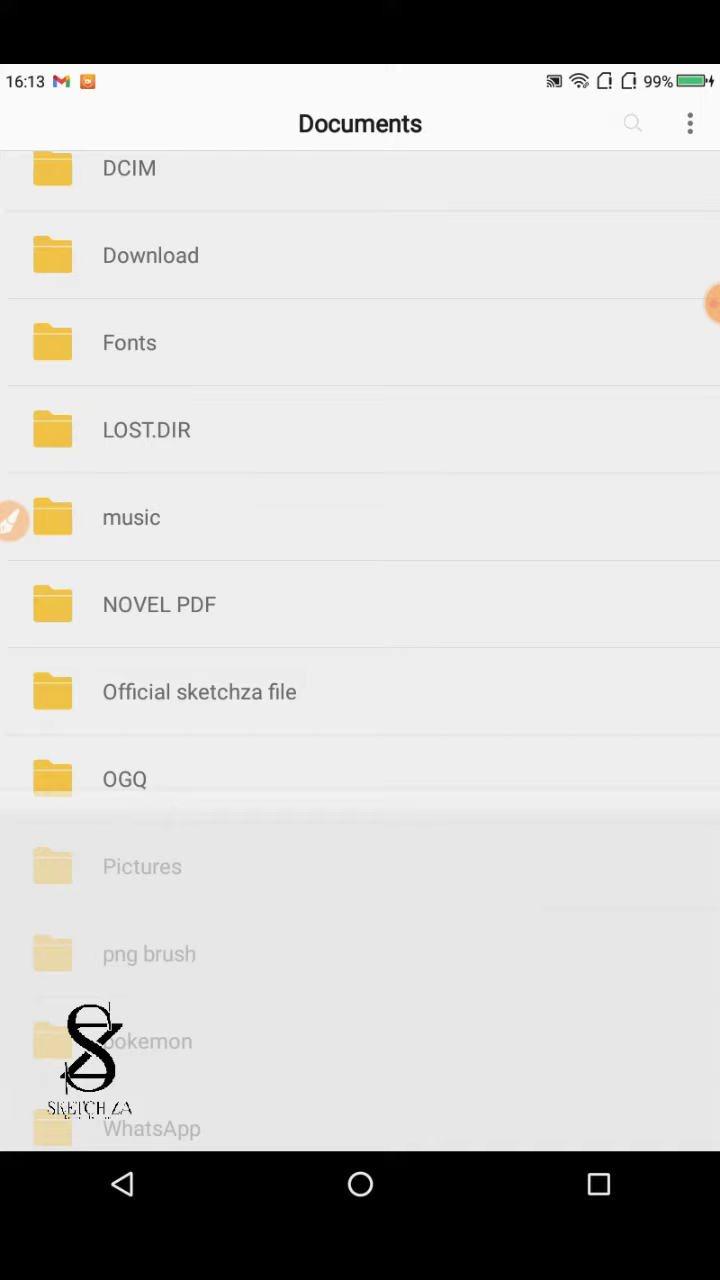 16:13
99%
Documents
DCIM
Download
Fonts
LOST.DIR
music
NOVEL PDF
Official sketchza file
OGQ
Pictures
png brush
pokemon
SKETCH ZA
WhatsApp